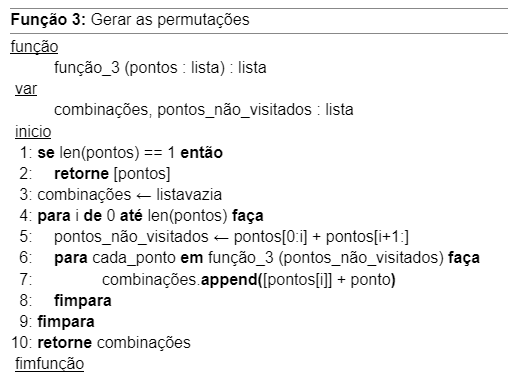 Função 3: Gerar as permutações
função
função_3 (pontos : lista) : lista
var
combinações, pontos_não_visitados : lista
inicio
1: se len(pontos) == 1 então
2: retorne [pontos]
3: combinações ← listavazia
4: para i de 0 até len(pontos) faça
5: pontos_não_visitados ← pontos[0:i] + pontos[i+1:]
6: para cada_ponto em função_3 (pontos_não_visitados) faça
7: combinações.append([pontos[i]] + ponto)
8: fimpara
9: fimpara
10: retorne combinações
fimfunção